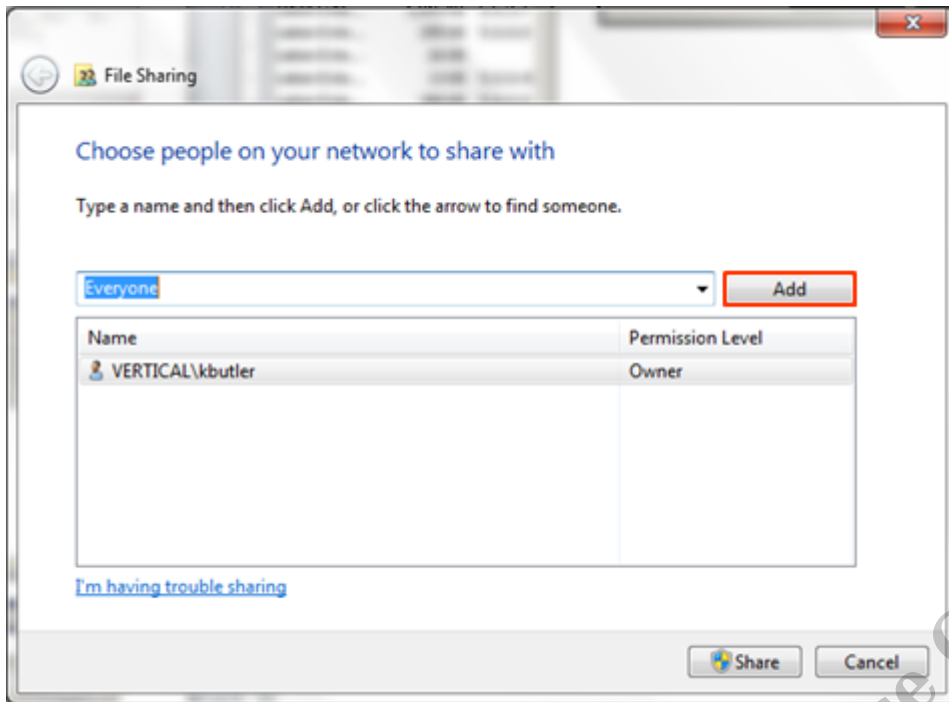 File Sharing
Choose people on your network to share with
Type a name and then click Add, or click the arrow to find someone.
Everyone
Add
Name Permission Level
VERTICAL\kbutler Owner
I'm having trouble sharing
Share Cancel